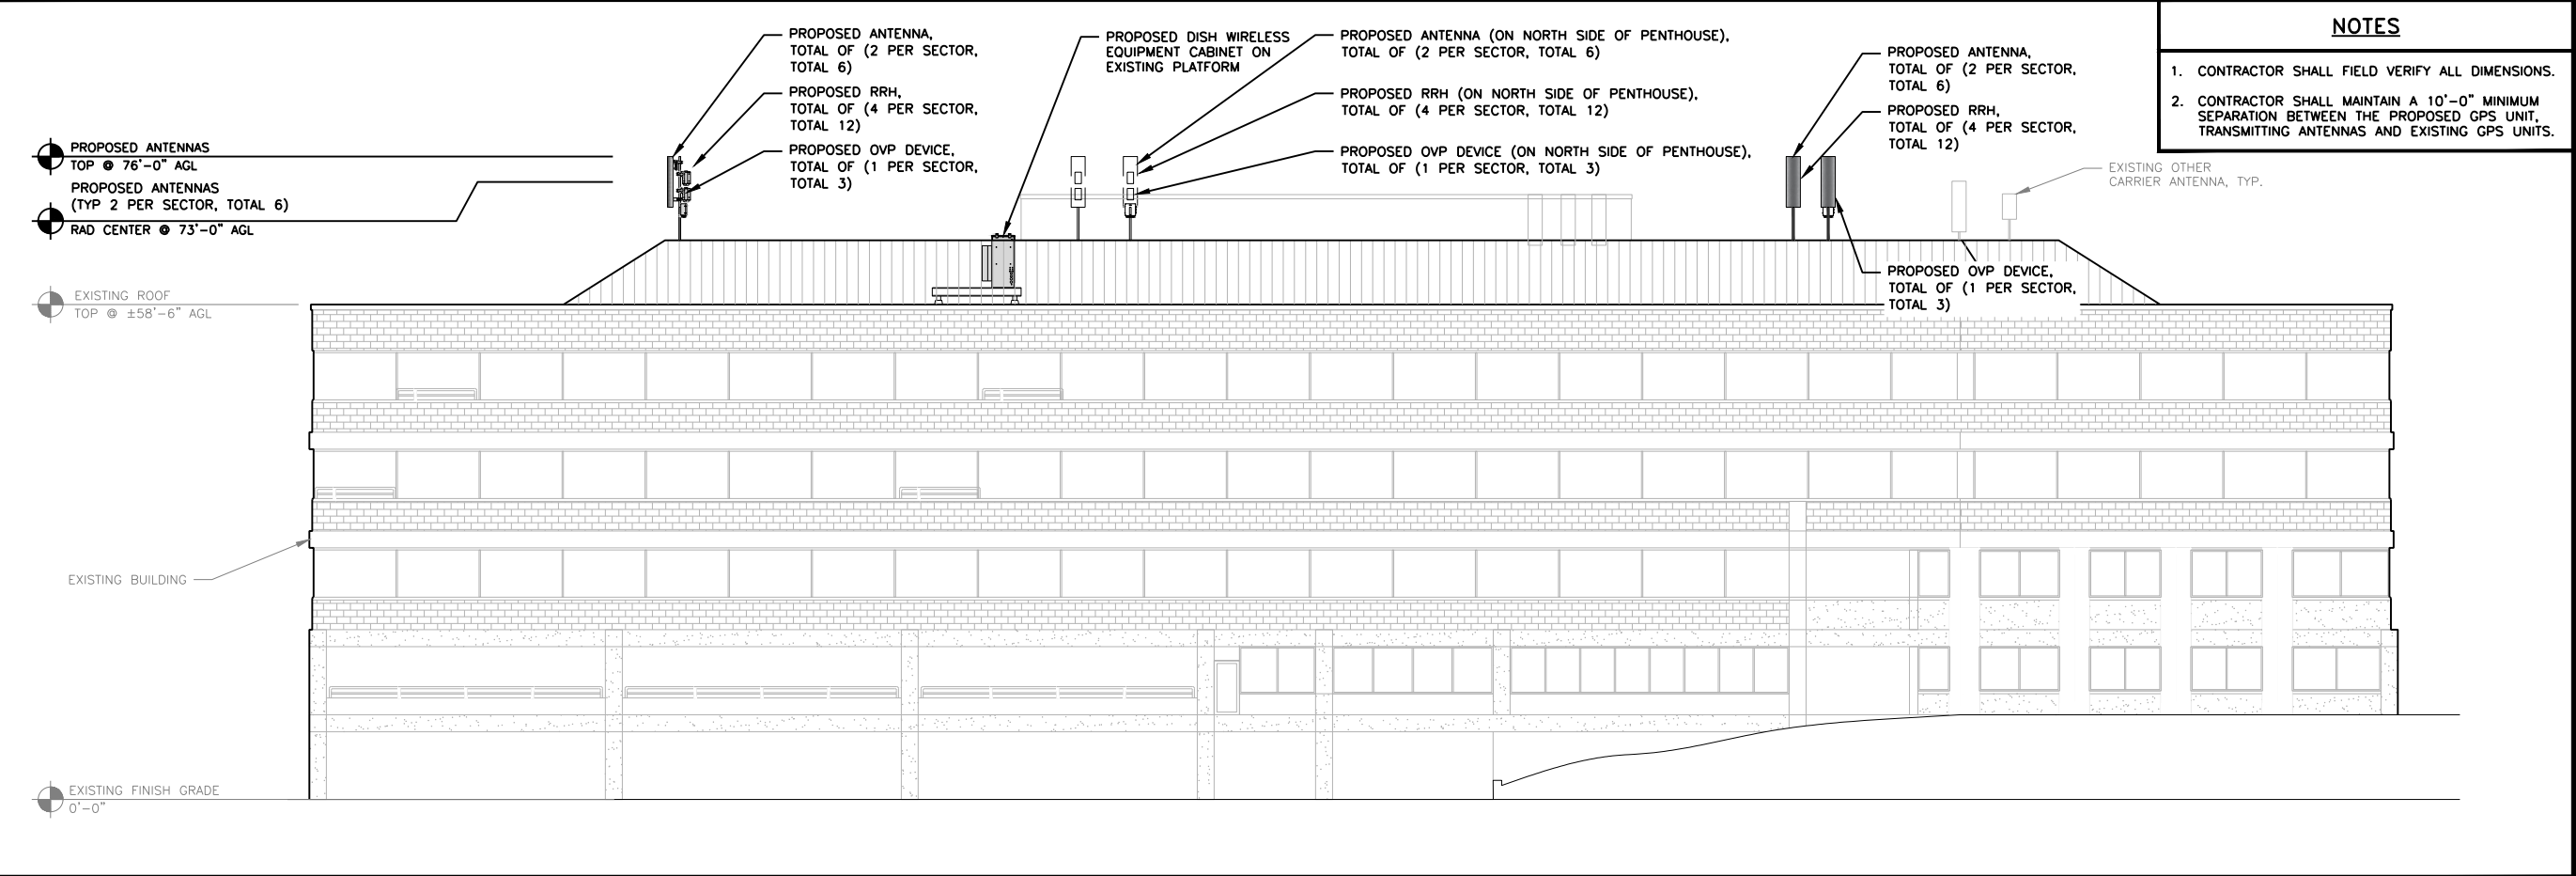 PROPOSED ANTENNA,
TOTAL OF (2 PER SECTOR,
TOTAL 6)
PROPOSED RRH,
TOTAL OF (4 PER SECTOR,
TOTAL 12)
PROPOSED OVP DEVICE,
TOTAL OF (1 PER SECTOR,
TOTAL 3)
PROPOSED DISH WIRELESS
EQUIPMENT CABINET ON
EXISTING PLATFORM
PROPOSED ANTENNA (ON NORTH SIDE OF PENTHOUSE),
TOTAL OF (2 PER SECTOR, TOTAL 6)
PROPOSED RRH (ON NORTH SIDE OF PENTHOUSE),
TOTAL OF (4 PER SECTOR, TOTAL 12)
PROPOSED OVP DEVICE (ON NORTH SIDE OF PENTHOUSE),
TOTAL OF (1 PER SECTOR, TOTAL 3)
PROPOSED ANTENNA,
TOTAL OF (2 PER SECTOR,
TOTAL 6)
PROPOSED RRH,
TOTAL OF (4 PER SECTOR,
TOTAL 12)
NOTES
1. CONTRACTOR SHALL FIELD VERIFY ALL DIMENSIONS.
2. CONTRACTOR SHALL MAINTAIN A 10'-0" MINIMUM
SEPARATION BETWEEN THE PROPOSED GPS UNIT,
TRANSMITTING ANTENNAS AND EXISTING GPS UNITS.
EXISTING OTHER
CARRIER ANTENNA, TYP.
PROPOSED ANTENNAS
TOP @ 76'-0" AGL
PROPOSED ANTENNAS
(TYP 2 PER SECTOR, TOTAL 6)
RAD CENTER @ 73'-0" AGL
PROPOSED OVP DEVICE,
TOTAL OF (1 PER SECTOR,
TOTAL 3)
EXISTING ROOF
TOP @ ±58'-6" AGL
EXISTING BUILDING
EXISTING FINISH GRADE
0'-0"